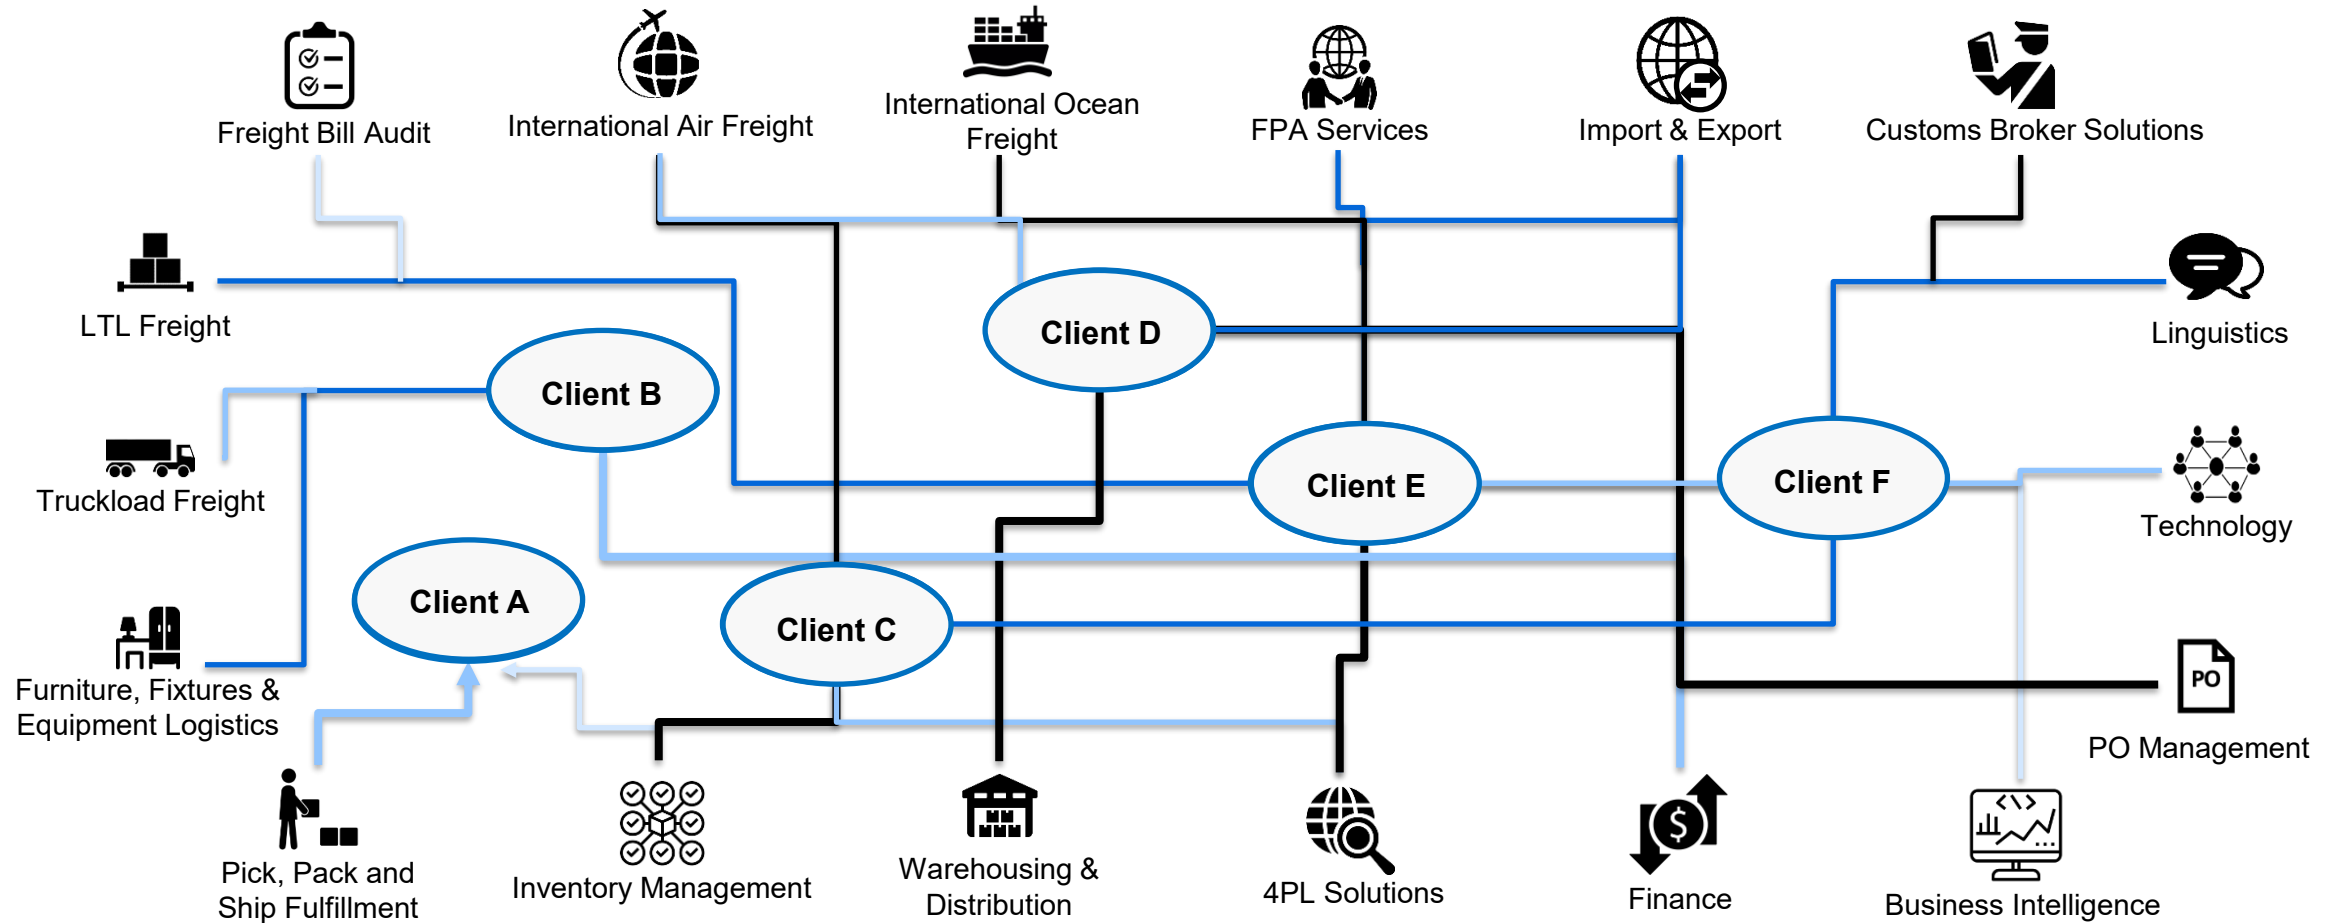 Freight Bill Audit
International Air Freight
International Ocean
Freight
FPA Services
Import & Export
Customs Broker Solutions
LTL Freight
Linguistics
Client D
Client B
Truckload Freight
Client E
Client F
Technology
Client A
Client C
Furniture, Fixtures &
Equipment Logistics
PO
PO Management
Pick, Pack and
Ship Fulfillment
Inventory Management
Warehousing &
Distribution
4PL Solutions
$
Finance
Business Intelligence